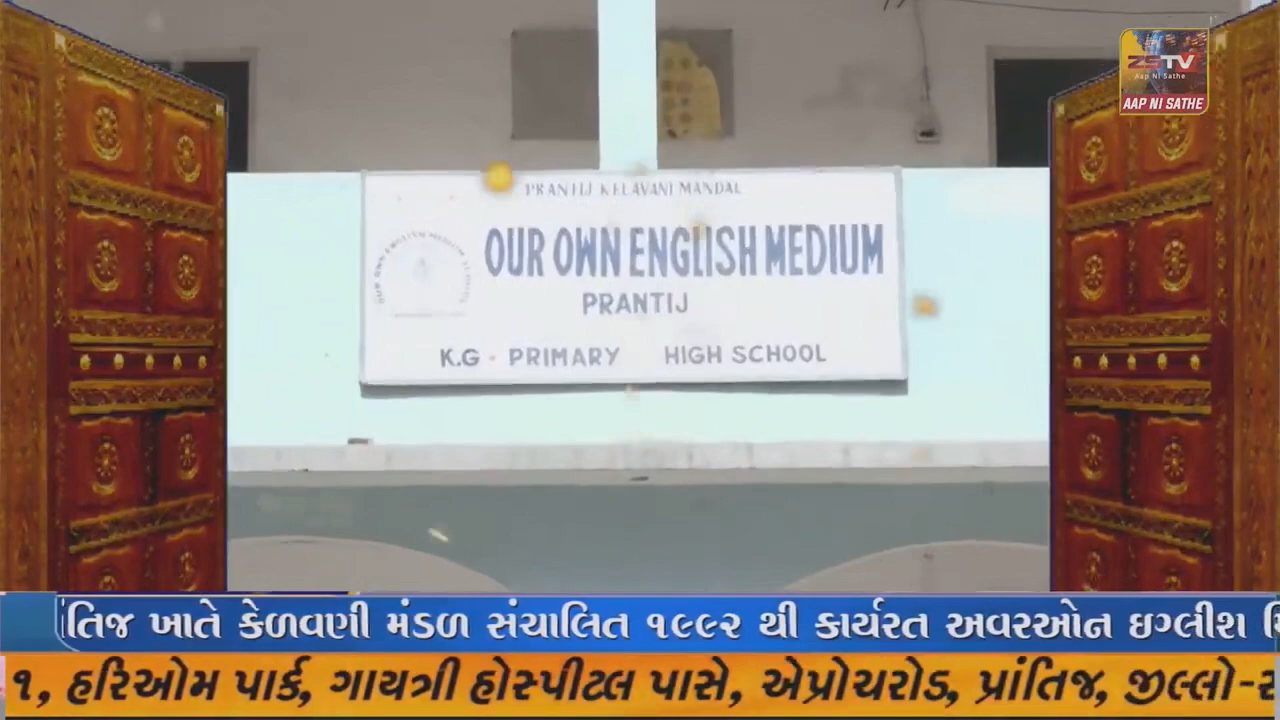 ZSTV
Aap Ni Sathe
AAP NI SATHE
PRANTIJ KELAVANI MANDAL
OUR OWN ENGLISH MEDIUM
PRANTIJ
K.G - PRIMARY HIGH SCHOOL
ંતિજ ખાતે કેળવણી મંડળ સંચાલિત ૧૯૯૨ થી કાર્યરત અવરઓન ઇગ્લીશ
૧, હરિઓમ પાર્ક, ગાયત્રી હોસ્પીટલ પાસે, એપ્રોચરોડ, પ્રાંતિજ, જીલ્લો-